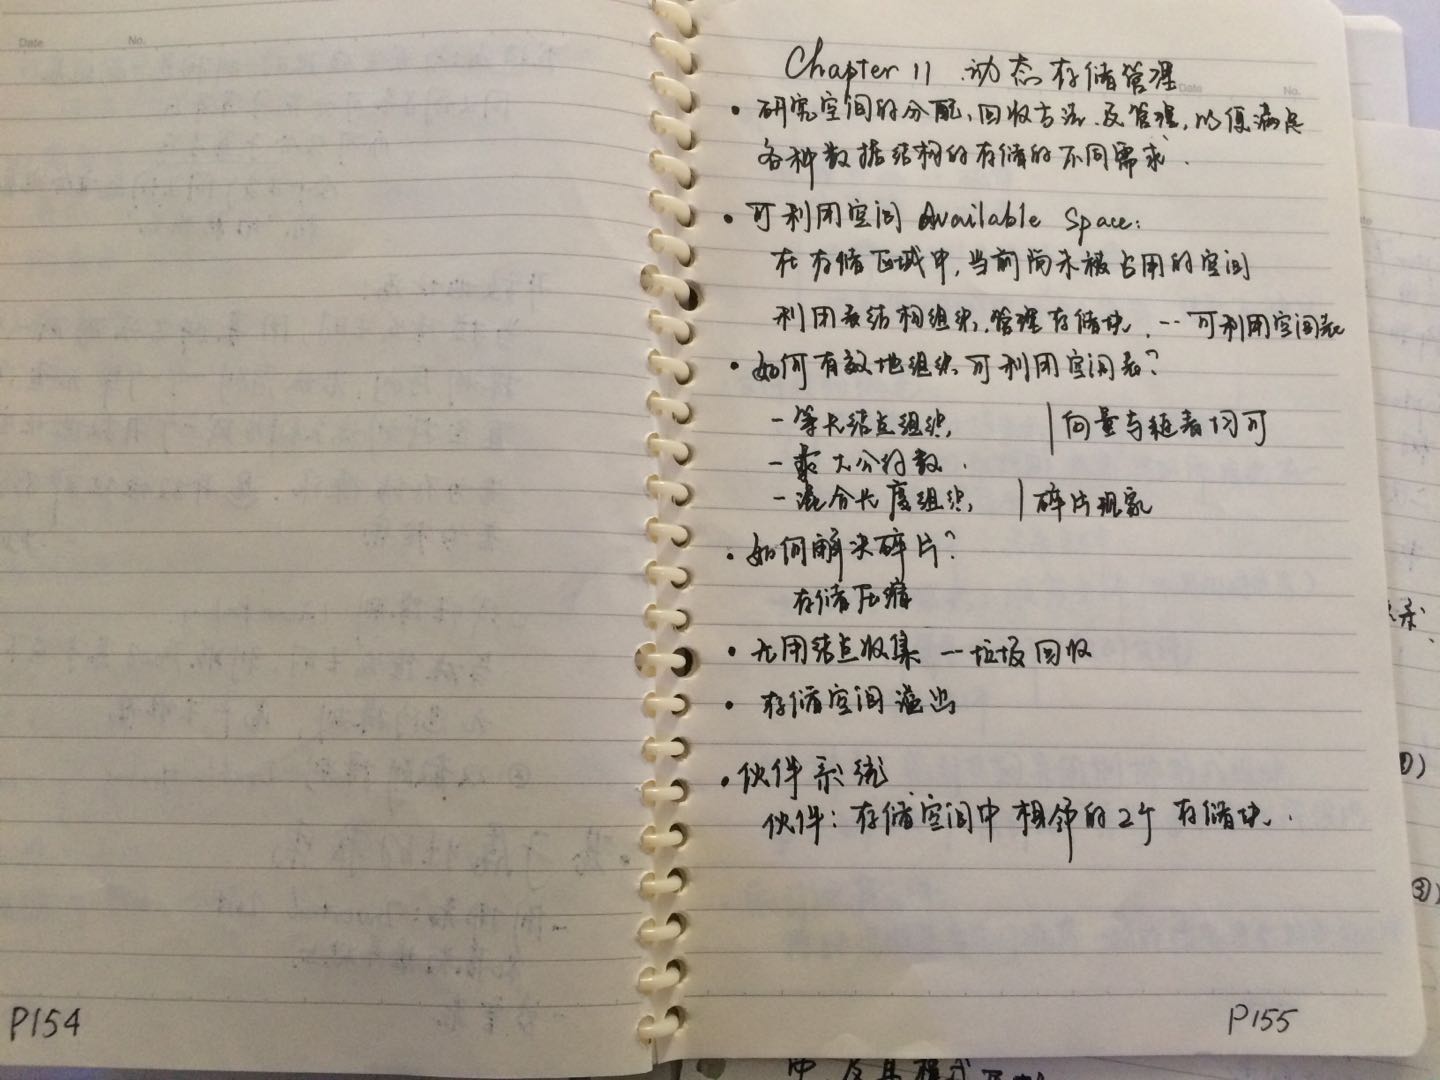 Date No.
P154
Chapter 11 动态存储管理
Date No.
• 研究空间的分配、回收方法及管理,以便满足
各种数据结构的存储的不同需求.
• 可利用空间 Available Space:
在存储区域中,当前尚未被占用的空间
利用表结构组织、管理存储块. -- 可利用空间表
• 如何有效地组织可利用空间表?
- 等长结点组织. | 向量与链表均可
- 最大公约数.
- 混合长度组织. | 碎片现象
• 如何解决碎片?
存储压缩
• 无用结点收集 -- 垃圾回收
• 存储空间溢出
• 伙伴系统
伙伴: 存储空间中相邻的2个存储块.
P155